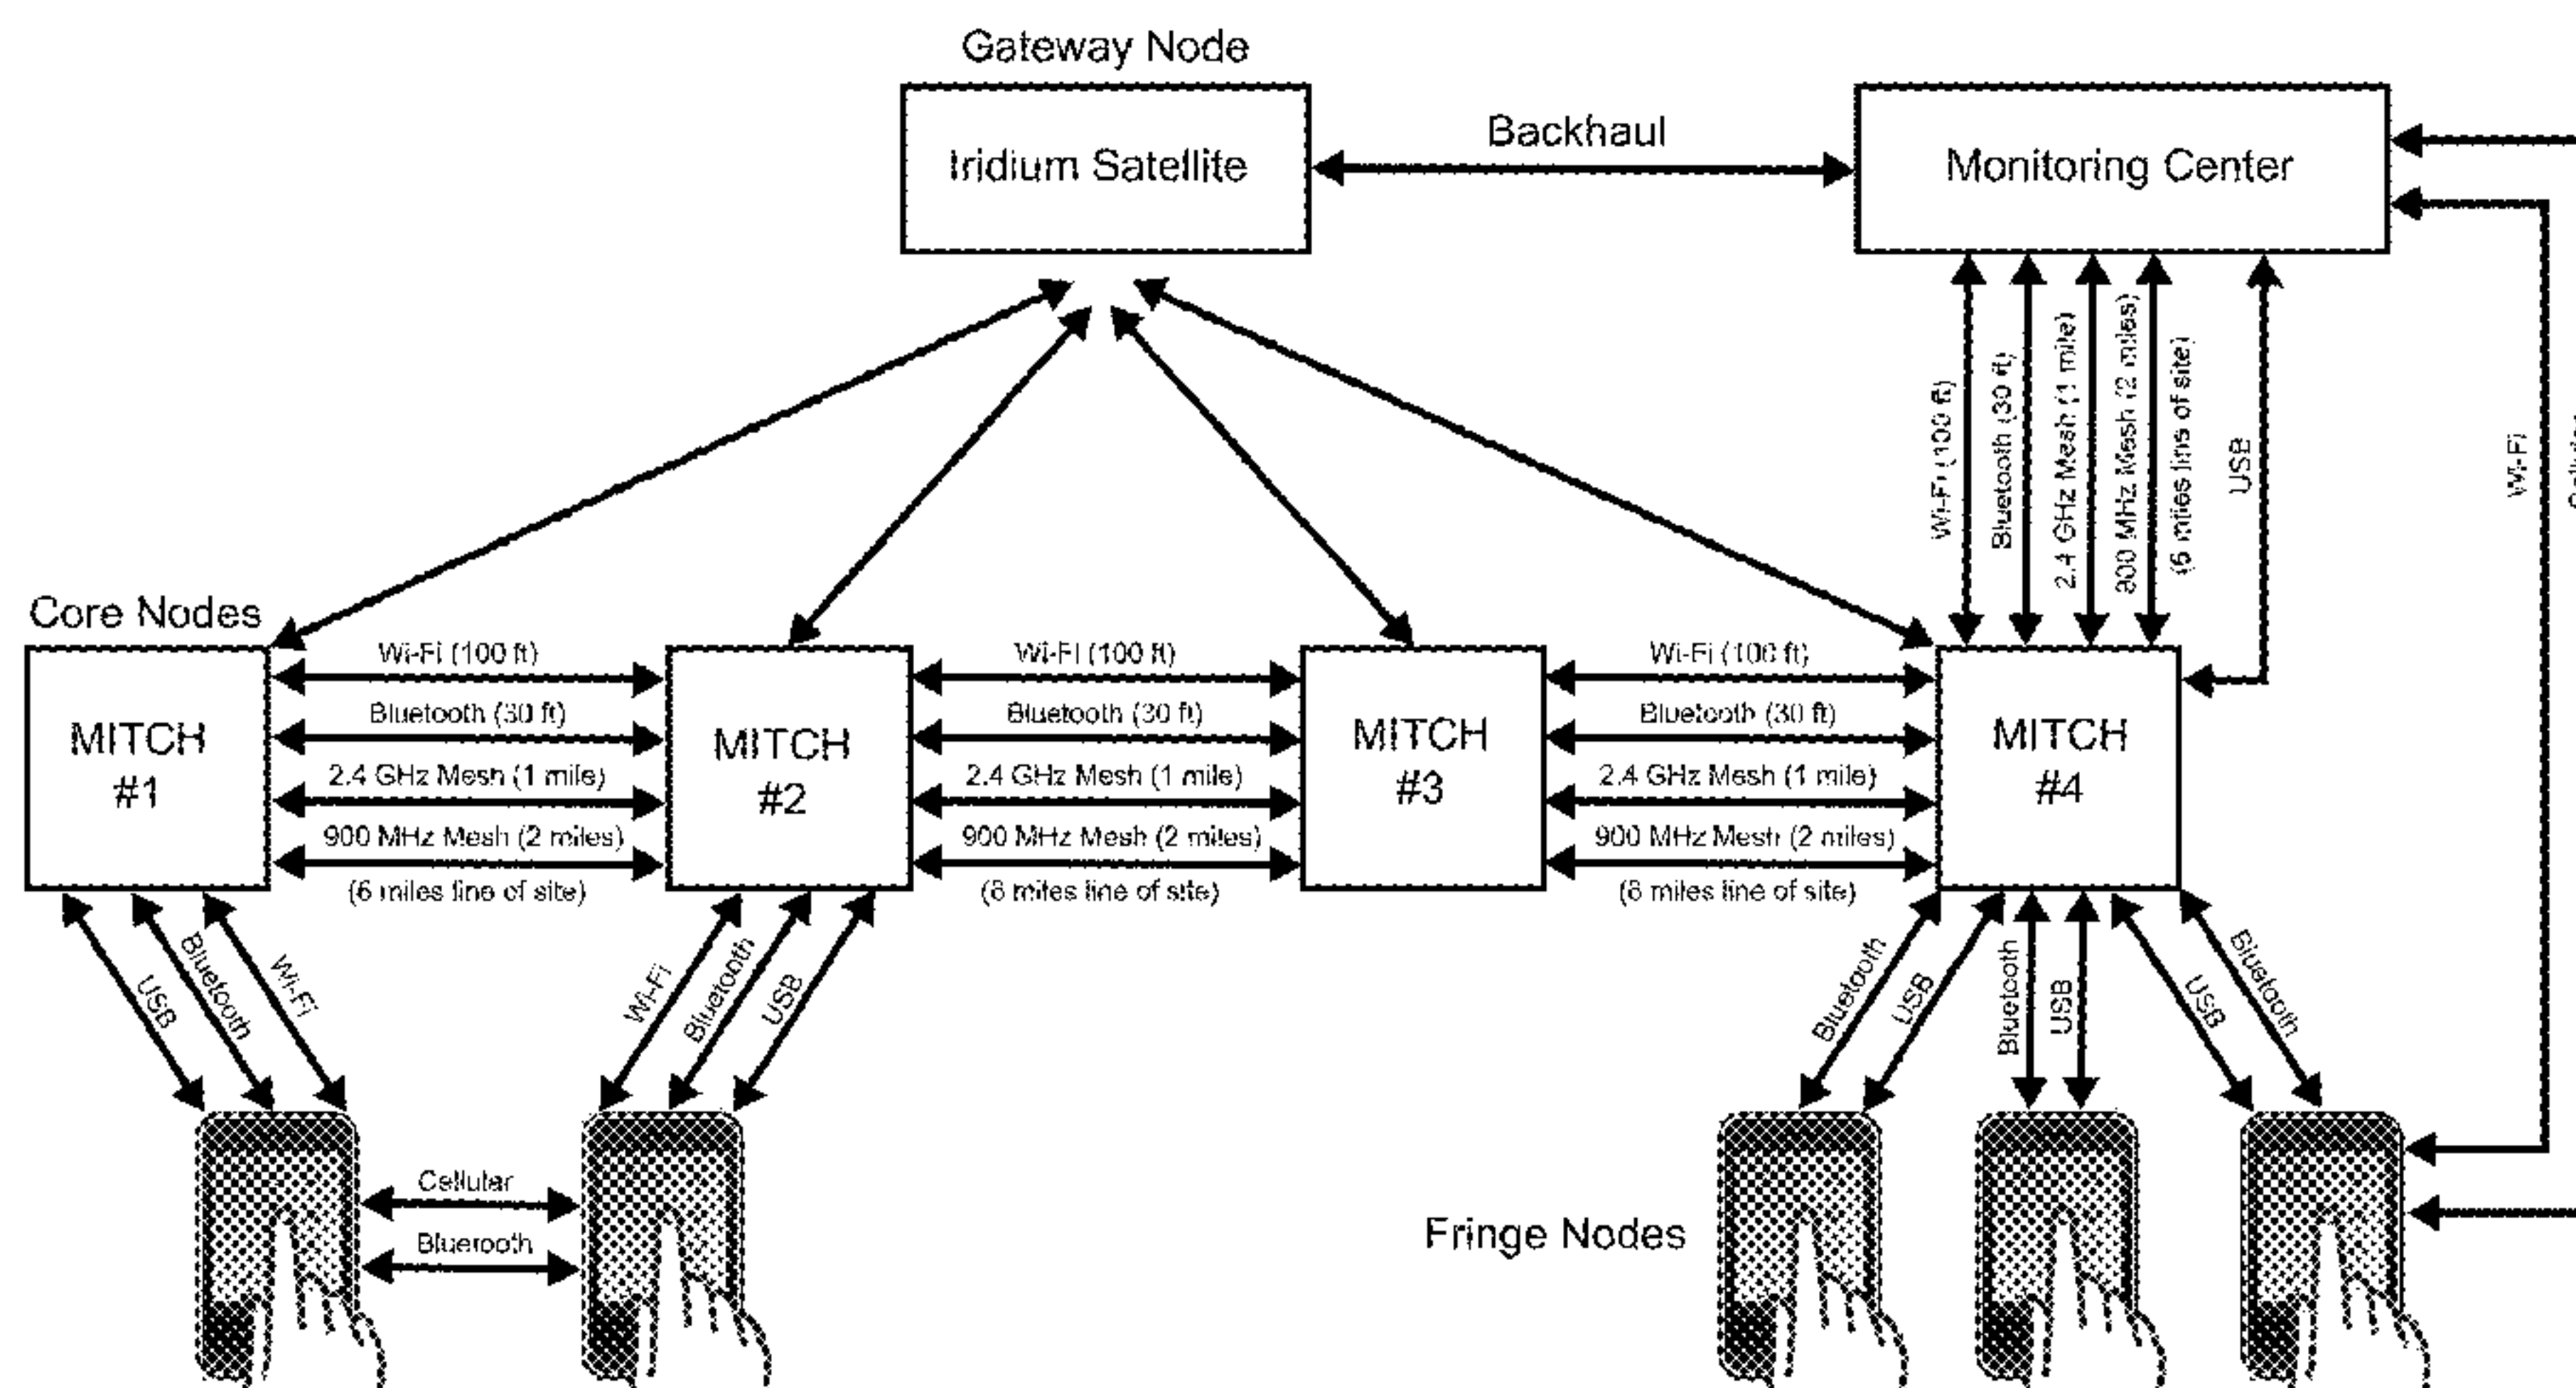 Gateway Node
Iridium Satellite
Backhaul
Monitoring Center
Wi-Fi (100 ft)
Bluetooth (30 ft)
2.4 GHz Mesh (1 mile)
900 MHz Mesh (2 miles)
(6 miles line of site)
USB
Wi-Fi
Core Nodes
MITCH
#1
Wi-Fi (100 ft)
Bluetooth (30 ft)
2.4 GHz Mesh (1 mile)
900 MHz Mesh (2 miles)
(6 miles line of site)
MITCH
#2
Wi-Fi (100 ft)
Bluetooth (30 ft)
2.4 GHz Mesh (1 mile)
900 MHz Mesh (2 miles)
(6 miles line of site)
MITCH
#3
Wi-Fi (100 ft)
Bluetooth (30 ft)
2.4 GHz Mesh (1 mile)
900 MHz Mesh (2 miles)
(6 miles line of site)
MITCH
#4
USB
Bluetooth
Wi-Fi
Wi-Fi
Bluetooth
USB
Bluetooth
USB
Bluetooth
USB
USB
Bluetooth
Cellular
Bluetooth
Fringe Nodes